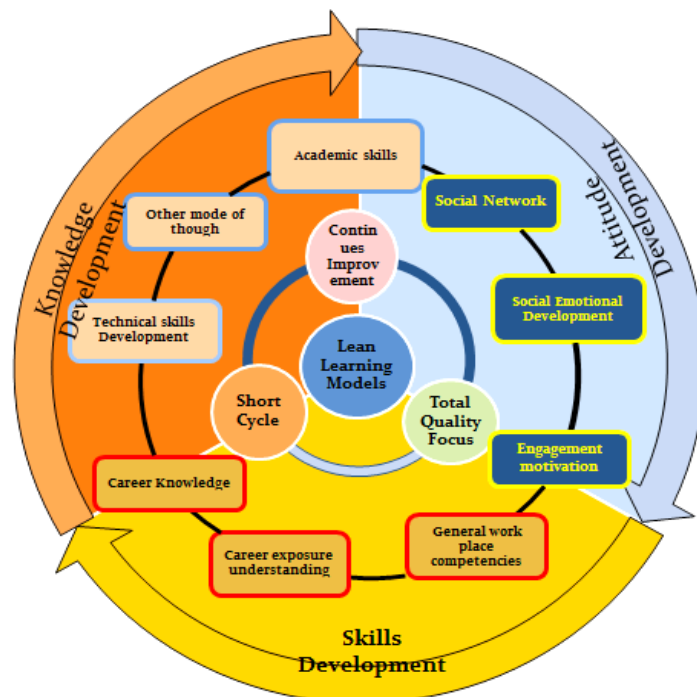 Academic skills
Social Network
Other mode of
though
Contin
ues
Improv
ement
Knowledge
Development
Attitude
Development
Technical skills
Development
Social Emotional
Development
Lean
Learning
Models
Short
Cycle
Total
Quality
Focus
Engagement
motivation
Career Knowledge
Career exposure
understanding
General work
place
competencies
Skills
Development